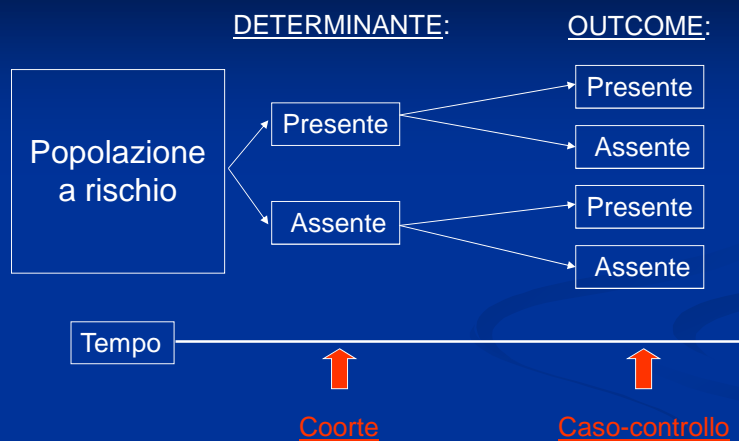 DETERMINANTE:
OUTCOME:
Popolazione
a rischio
Presente
Assente
Presente
Assente
Presente
Assente
Tempo
Coorte
Caso-controllo